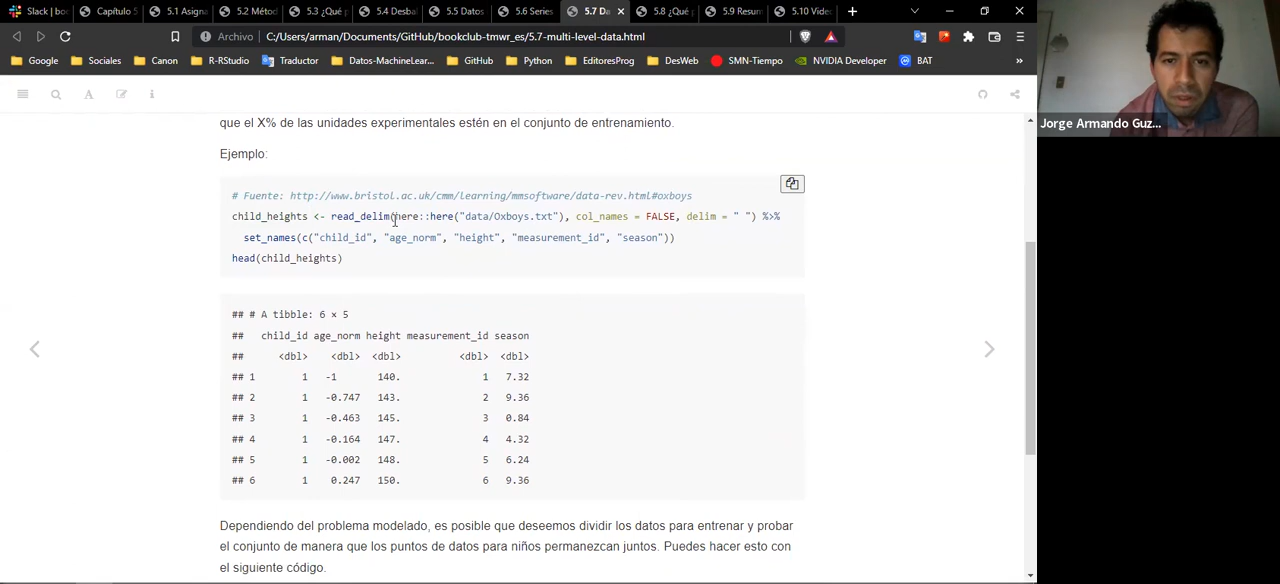 Slack | boo
Capítulo 5
5.1 Asigna
5.2 Métod
5.3 ¿Qué p
5.4 Desbal
5.5 Datos
5.6 Series
5.7 Da
5.8 ¿Qué
5.9 Resum
5.10 Video
Archivo
C:/Users/arman/Documents/GitHub/bookclub-tmwr_es/5.7-multi-level-data.html
Google
Sociales
Canon
R-RStudio
Traductor
Datos-MachineLear...
GitHub
Python
EditoresProg
DesWeb
SMN-Tiempo
NVIDIA Developer
BAT
»
Jorge Armando Guz...
que el X% de las unidades experimentales estén en el conjunto de entrenamiento.
Ejemplo:
# Fuente: http://www.bristol.ac.uk/cmm/learning/mmsoftware/data-rev.html#oxboys
child_heights <- read_delim(here::here("data/Oxboys.txt"), col_names = FALSE, delim = " ") %>%
set_names(c("child_id", "age_norm", "height", "measurement_id", "season"))
head(child_heights)
## # A tibble: 6 × 5
## child_id age_norm height measurement_id season
## <dbl> <dbl> <dbl> <dbl> <dbl>
## 1 1 -1 140. 1 7.32
## 2 1 -0.747 143. 2 9.36
## 3 1 -0.463 145. 3 0.84
## 4 1 -0.164 147. 4 4.32
## 5 1 -0.002 148. 5 6.24
## 6 1 0.247 150. 6 9.36
Dependiendo del problema modelado, es posible que deseemos dividir los datos para entrenar y probar
el conjunto de manera que los puntos de datos para niños permanezcan juntos. Puedes hacer esto con
el siguiente código.